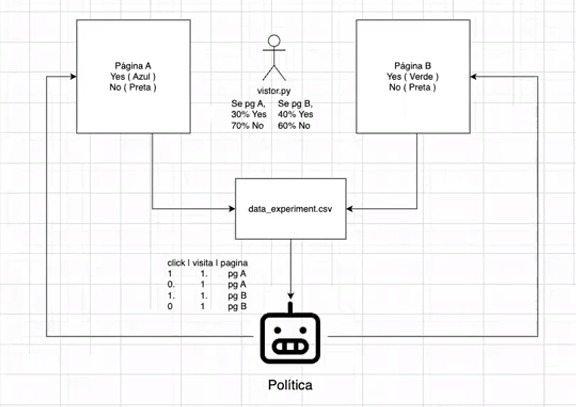 Página A
Yes ( Azul )
No ( Preta )
Página B
Yes ( Verde )
No ( Preta )
vistor.py
Se pg A, Se pg B,
30% Yes 40% Yes
70% No 60% No
data_experiment.csv
click | visita | pagina
1 1. pg A
0. 1 pg A
1. 1. pg B
0 1 pg B
Política